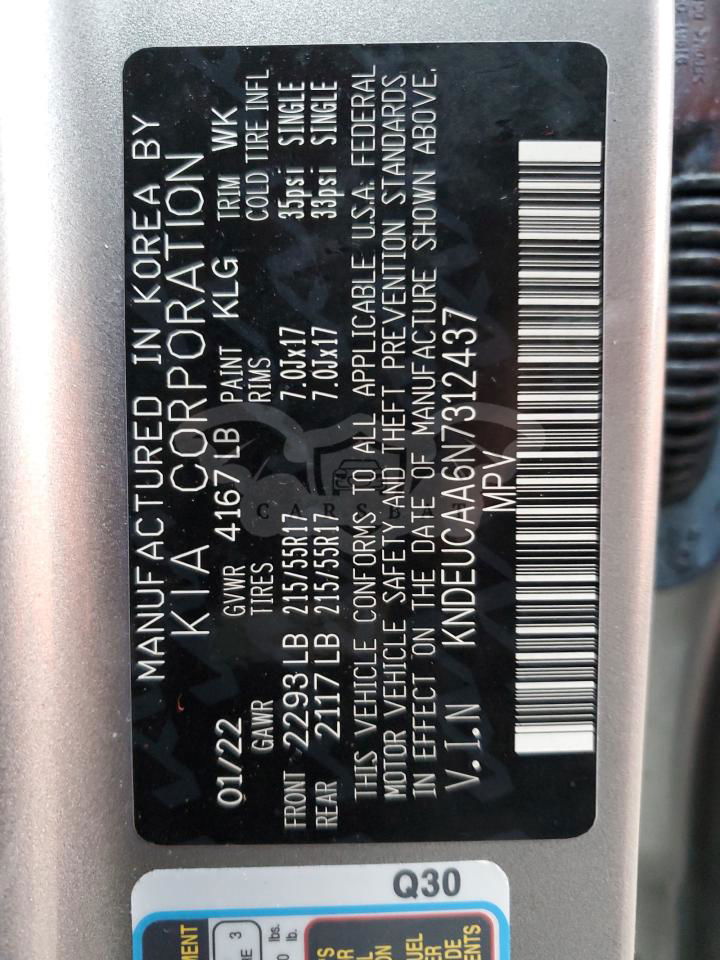 MANUFACTURED IN KOREA BY
KIA CORPORATION
01/22 GVWR 4167 LB PAINT KLG TRIM WK
GAWR TIRES RIMS COLD TIRE INFL
FRONT 2293 LB 215/55R17 7.0Jx17 35psi SINGLE
REAR 2117 LB 215/55R17 7.0Jx17 33psi SINGLE
THIS VEHICLE CONFORMS TO ALL APPLICABLE U.S.A. FEDERAL
MOTOR VEHICLE SAFETY AND THEFT PREVENTION STANDARDS
IN EFFECT ON THE DATE OF MANUFACTURE SHOWN ABOVE.
V.I.N KNDEUCAA6N7312437
MPV
Q30
3
lbs.
lb.